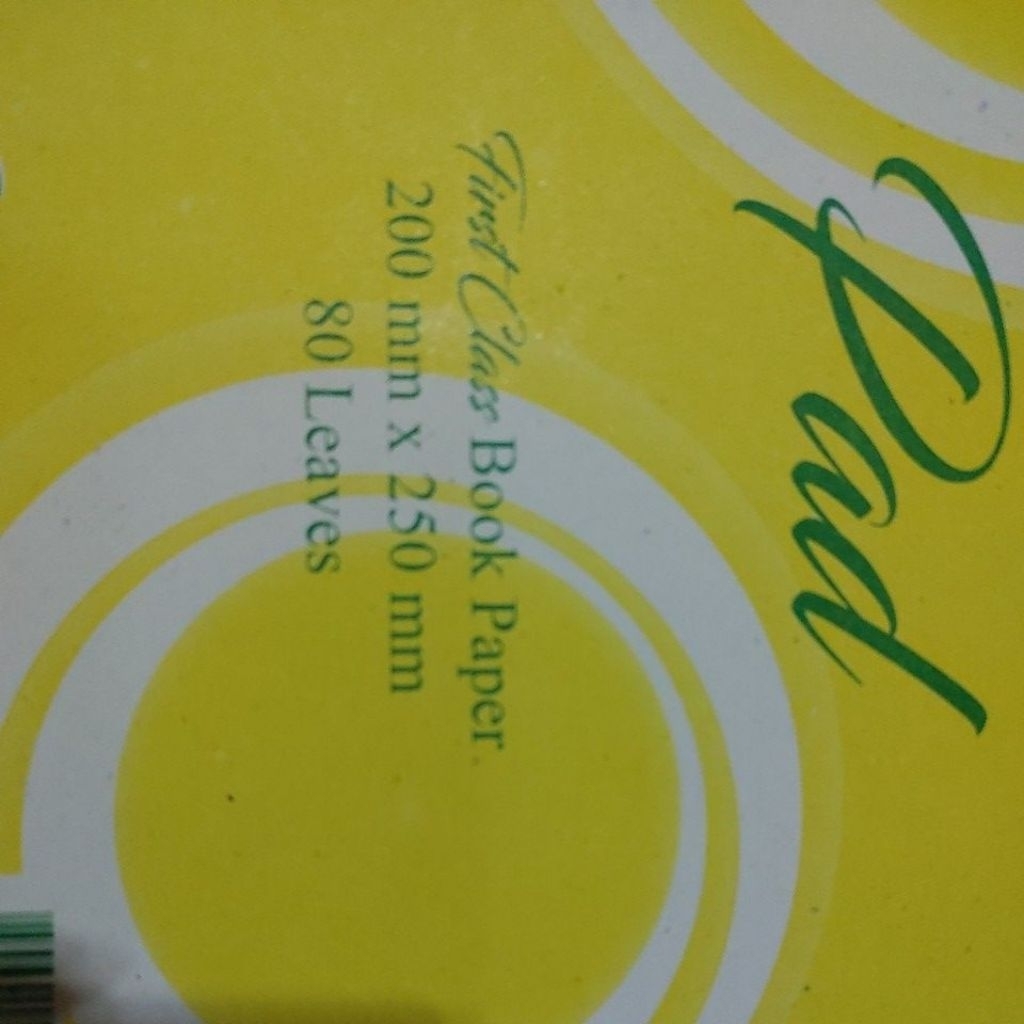 Pad
First Class Book Paper.
200 mm x 250 mm
80 Leaves